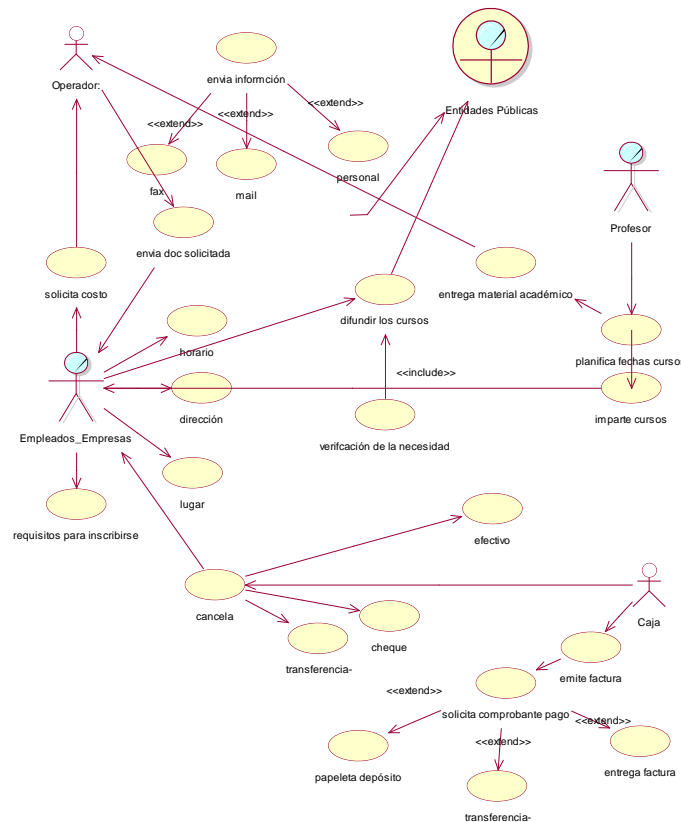 Operador:
envia informción
Entidades Públicas
<<extend>>
<<extend>>
<<extend>>
fax
mail
personal
Profesor
envia doc solicitada
solicita costo
entrega material académico
difundir los cursos
horario
planifica fechas curso
<<include>>
dirección
imparte cursos
Empleados_Empresas
verifcación de la necesidad
lugar
requisitos para inscribirse
efectivo
cancela
Caja
cheque
transferencia-
emite factura
<<extend>>
solicita comprobante pago
<<extend>>
<<extend>>
papeleta depósito
entrega factura
transferencia-